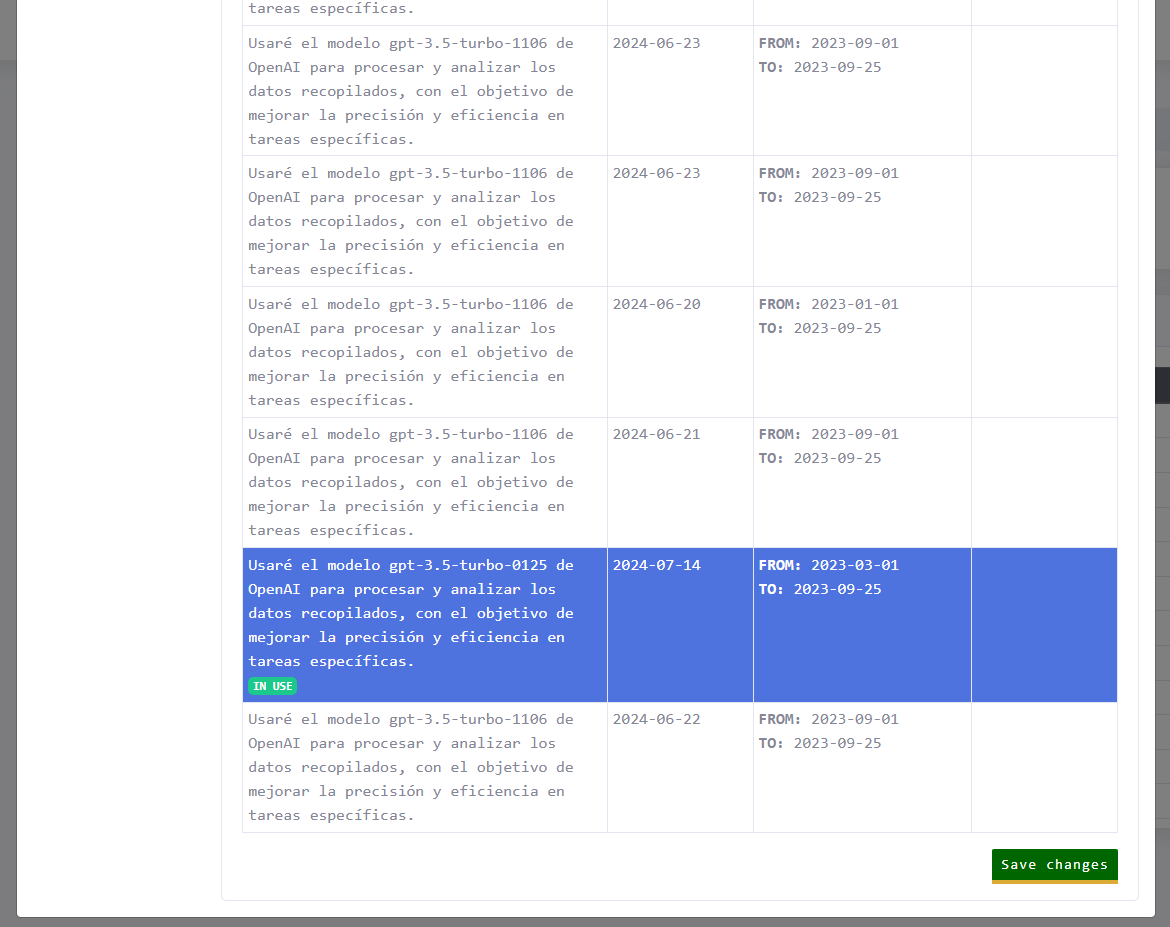 tareas específicas.
Usaré el modelo gpt-3.5-turbo-1106 de 2024-06-23 FROM: 2023-09-01
OpenAI para procesar y analizar los TO: 2023-09-25
datos recopilados, con el objetivo de
mejorar la precisión y eficiencia en
tareas específicas.
Usaré el modelo gpt-3.5-turbo-1106 de 2024-06-23 FROM: 2023-09-01
OpenAI para procesar y analizar los TO: 2023-09-25
datos recopilados, con el objetivo de
mejorar la precisión y eficiencia en
tareas específicas.
Usaré el modelo gpt-3.5-turbo-1106 de 2024-06-20 FROM: 2023-01-01
OpenAI para procesar y analizar los TO: 2023-09-25
datos recopilados, con el objetivo de
mejorar la precisión y eficiencia en
tareas específicas.
Usaré el modelo gpt-3.5-turbo-1106 de 2024-06-21 FROM: 2023-09-01
OpenAI para procesar y analizar los TO: 2023-09-25
datos recopilados, con el objetivo de
mejorar la precisión y eficiencia en
tareas específicas.
Usaré el modelo gpt-3.5-turbo-0125 de 2024-07-14 FROM: 2023-03-01
OpenAI para procesar y analizar los TO: 2023-09-25
datos recopilados, con el objetivo de
mejorar la precisión y eficiencia en
tareas específicas.
IN USE
Usaré el modelo gpt-3.5-turbo-1106 de 2024-06-22 FROM: 2023-09-01
OpenAI para procesar y analizar los TO: 2023-09-25
datos recopilados, con el objetivo de
mejorar la precisión y eficiencia en
tareas específicas.
Save changes